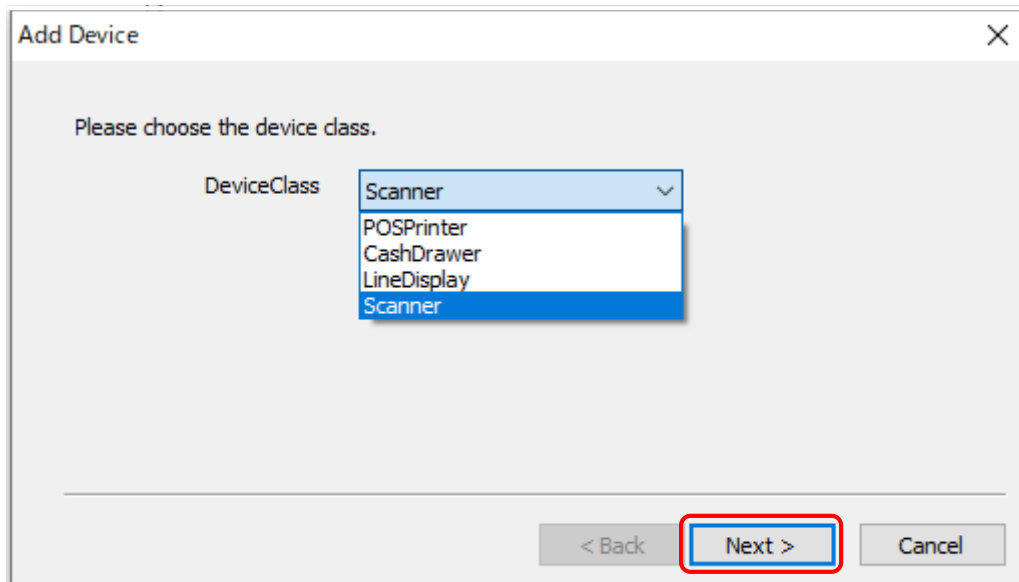 Add Device
Please choose the device class.
DeviceClass Scanner
POSPrinter
CashDrawer
LineDisplay
Scanner
< Back Next > Cancel